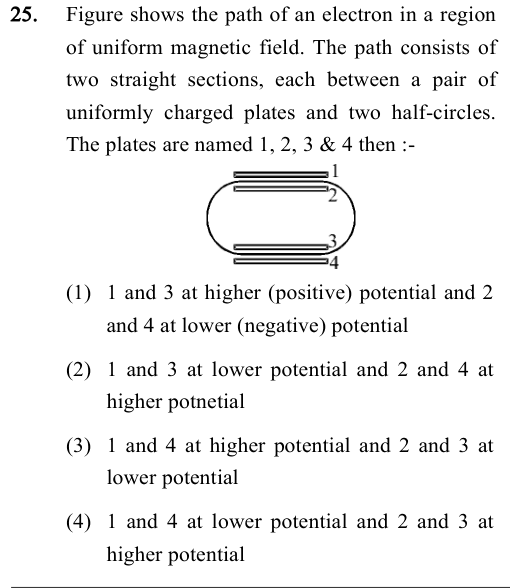 25. Figure shows the path of an electron in a region
of uniform magnetic field. The path consists of
two straight sections, each between a pair of
uniformly charged plates and two half-circles.
The plates are named 1, 2, 3 & 4 then :-
1
2
3
4
(1) 1 and 3 at higher (positive) potential and 2
and 4 at lower (negative) potential
(2) 1 and 3 at lower potential and 2 and 4 at
higher potnetial
(3) 1 and 4 at higher potential and 2 and 3 at
lower potential
(4) 1 and 4 at lower potential and 2 and 3 at
higher potential